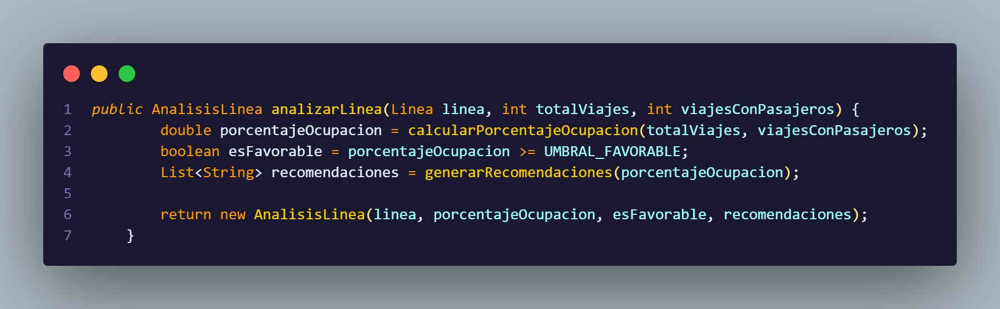 1 public AnalisisLinea analizarLinea(Linea linea, int totalViajes, int viajesConPasajeros) {
2 double porcentajeOcupacion = calcularPorcentajeOcupacion(totalViajes, viajesConPasajeros);
3 boolean esFavorable = porcentajeOcupacion >= UMBRAL_FAVORABLE;
4 List<String> recomendaciones = generarRecomendaciones(porcentajeOcupacion);
5
6 return new AnalisisLinea(linea, porcentajeOcupacion, esFavorable, recomendaciones);
7 }